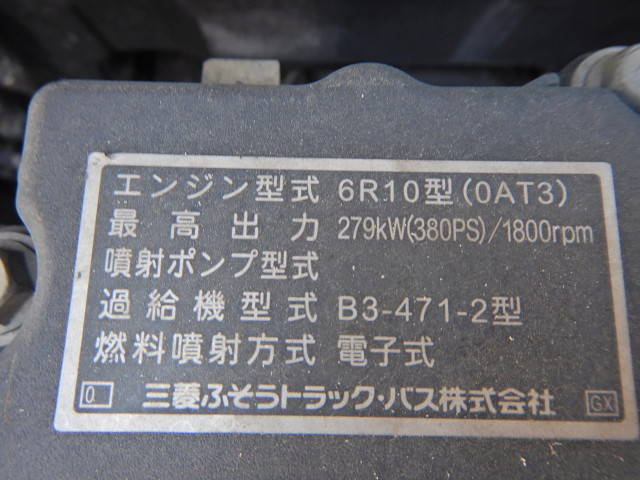 エンジン型式 6R10型(0AT3)
最高出力 279kW(380PS)/1800rpm
噴射ポンプ型式
過給機型式 B3-471-2型
燃料噴射方式 電子式
0 三菱ふそうトラック・バス株式会社 GX